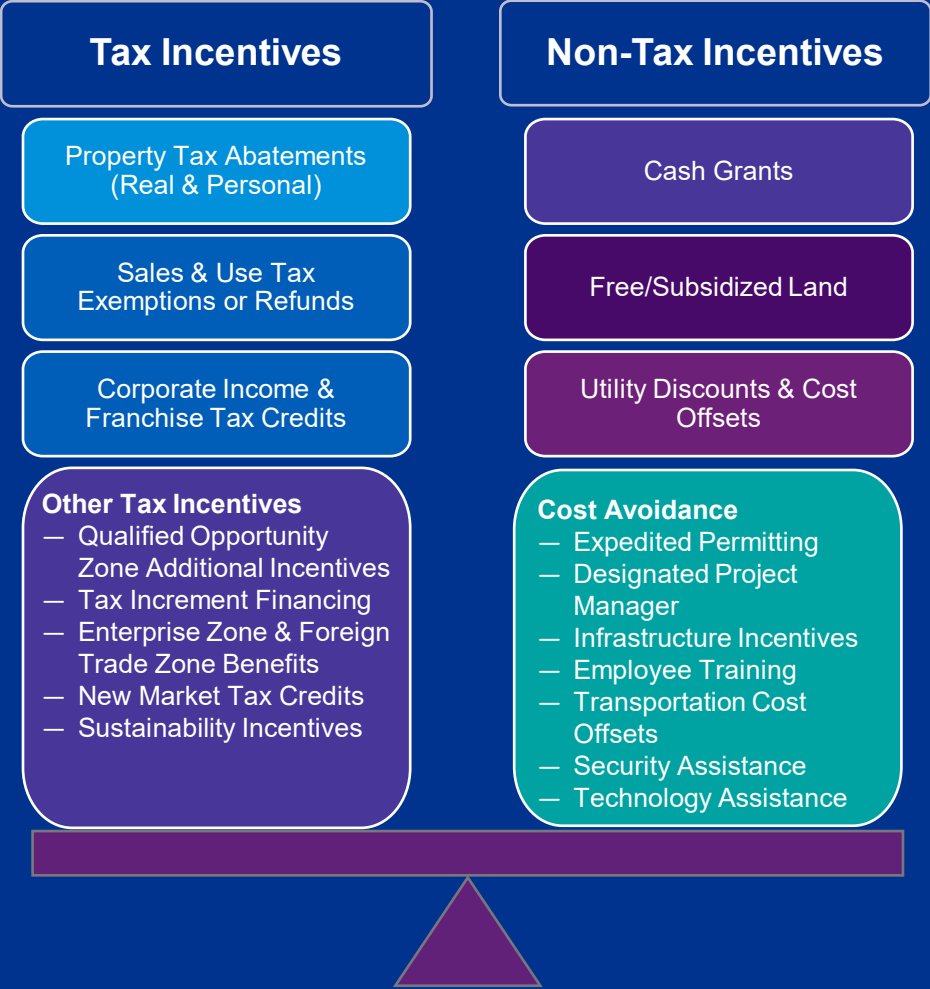 Tax Incentives
Property Tax Abatements
(Real & Personal)
Sales & Use Tax
Exemptions or Refunds
Corporate Income &
Franchise Tax Credits
Other Tax Incentives
— Qualified Opportunity
Zone Additional Incentives
— Tax Increment Financing
— Enterprise Zone & Foreign
Trade Zone Benefits
— New Market Tax Credits
— Sustainability Incentives
Non-Tax Incentives
Cash Grants
Free/Subsidized Land
Utility Discounts & Cost
Offsets
Cost Avoidance
— Expedited Permitting
— Designated Project
Manager
— Infrastructure Incentives
— Employee Training
— Transportation Cost
Offsets
— Security Assistance
— Technology Assistance